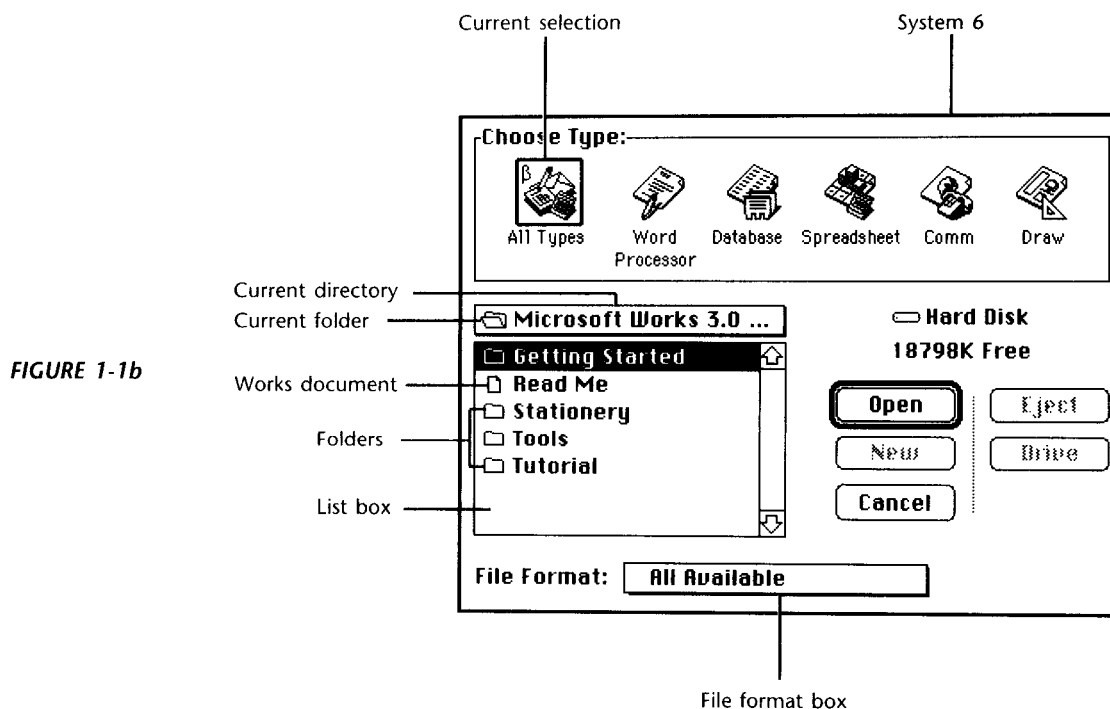 Current selection
System 6
Choose Type:
β
All Types
Word Processor
Database
Spreadsheet
Comm
Draw
Current directory
Current folder
Microsoft Works 3.0 ...
Hard Disk
18798K Free
FIGURE 1-1b
Getting Started
Works document
Read Me
Stationery
Folders
Tools
Tutorial
List box
Open
Eject
New
Drive
Cancel
File Format:
All Available
File format box